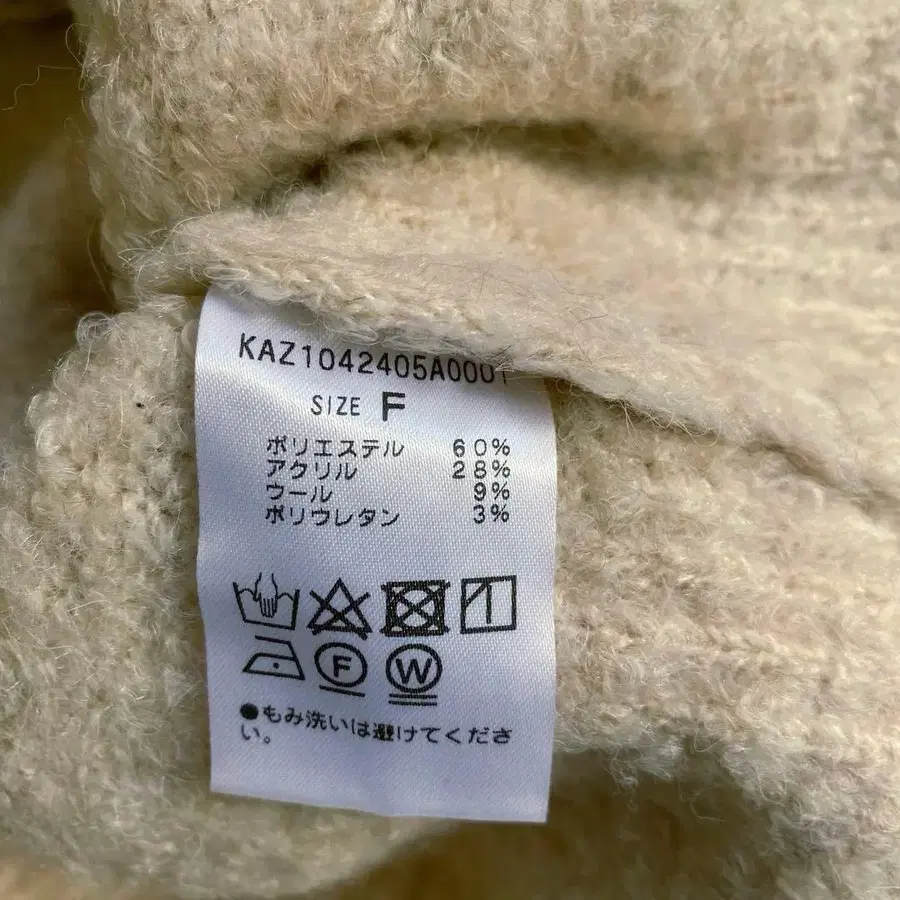 KAZ1042405A0001
SIZE F
ポリエステル 60%
アクリル 28%
ウール 9%
ポリウレタン 3%
F W
●もみ洗いは避けてくださ
い。